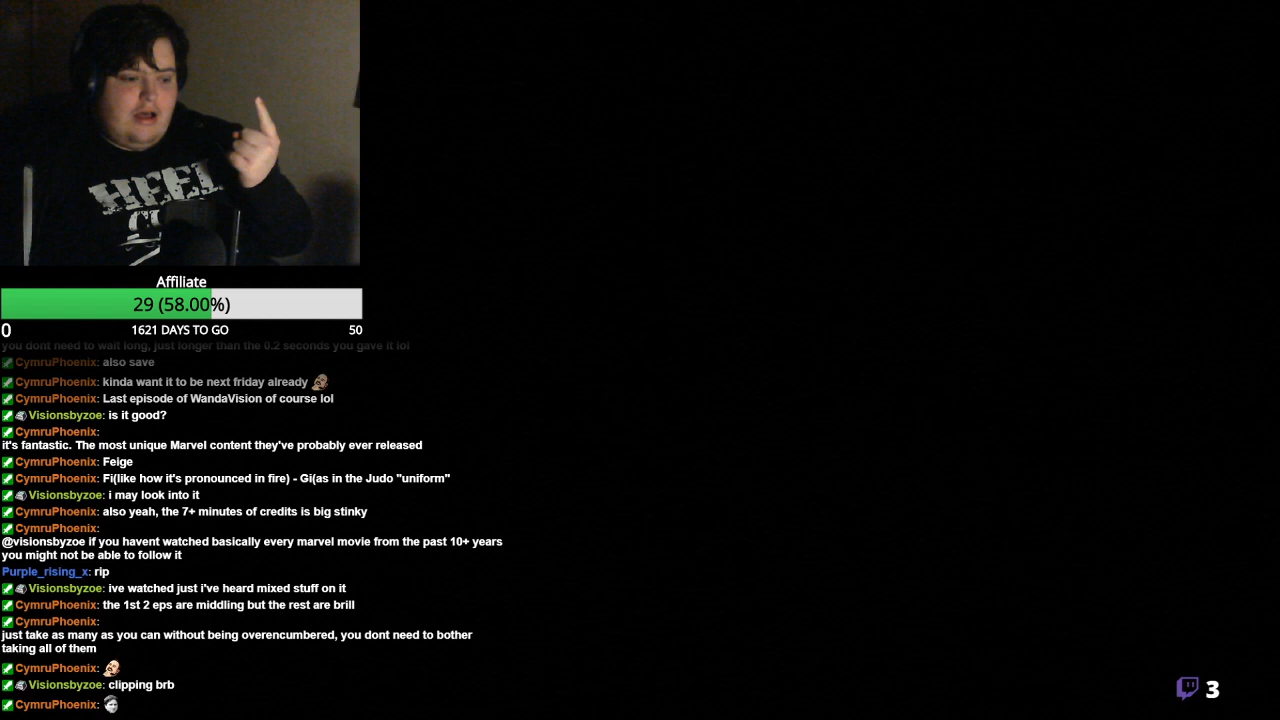 HEEL
Affiliate
29 (58.00%)
0 1621 DAYS TO GO 50
you dont need to wait long, just longer than the 0.2 seconds you gave it lol
CymruPhoenix: also save
CymruPhoenix: kinda want it to be next friday already
CymruPhoenix: Last episode of WandaVision of course lol
Visionsbyzoe: is it good?
CymruPhoenix:
it's fantastic. The most unique Marvel content they've probably ever released
CymruPhoenix: Feige
CymruPhoenix: Fi(like how it's pronounced in fire) - Gi(as in the Judo "uniform"
Visionsbyzoe: i may look into it
CymruPhoenix: also yeah, the 7+ minutes of credits is big stinky
CymruPhoenix:
@visionsbyzoe if you havent watched basically every marvel movie from the past 10+ years
you might not be able to follow it
Purple_rising_x: rip
Visionsbyzoe: ive watched just i've heard mixed stuff on it
CymruPhoenix: the 1st 2 eps are middling but the rest are brill
CymruPhoenix:
just take as many as you can without being overencumbered, you dont need to bother
taking all of them
CymruPhoenix:
Visionsbyzoe: clipping brb
CymruPhoenix:
3